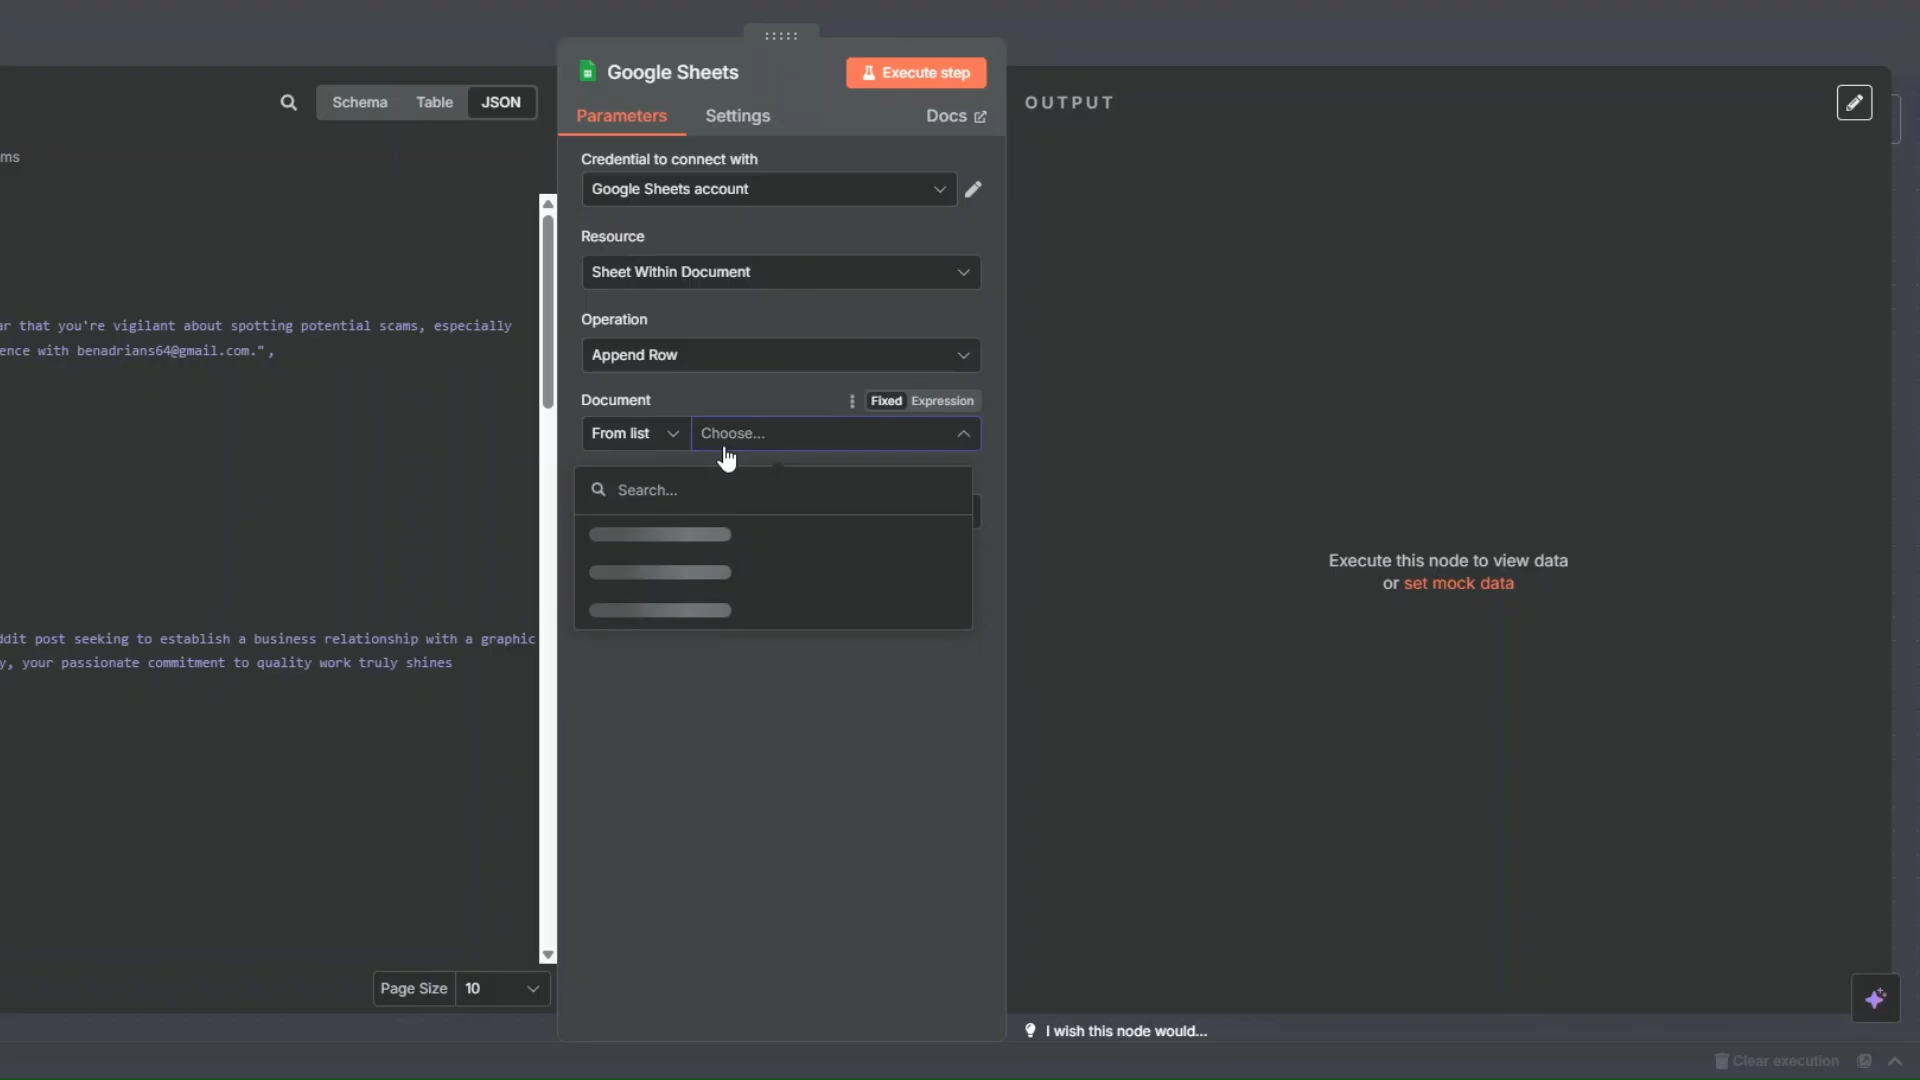 Google Sheets
Execute step
Parameters
Settings
Docs
Schema
Table
JSON
OUTPUT
ms
Credential to connect with
Google Sheets account
Resource
Sheet Within Document
Operation
Append Row
ar that you're vigilant about spotting potential scams, especially
ence with benadrians64@gmail.com.",
Document
Fixed
Expression
From list
Choose...
Search...
Execute this node to view data
or set mock data
ddit post seeking to establish a business relationship with a graphic
y, your passionate commitment to quality work truly shines
Page Size
10
I wish this node would...
Clear execution